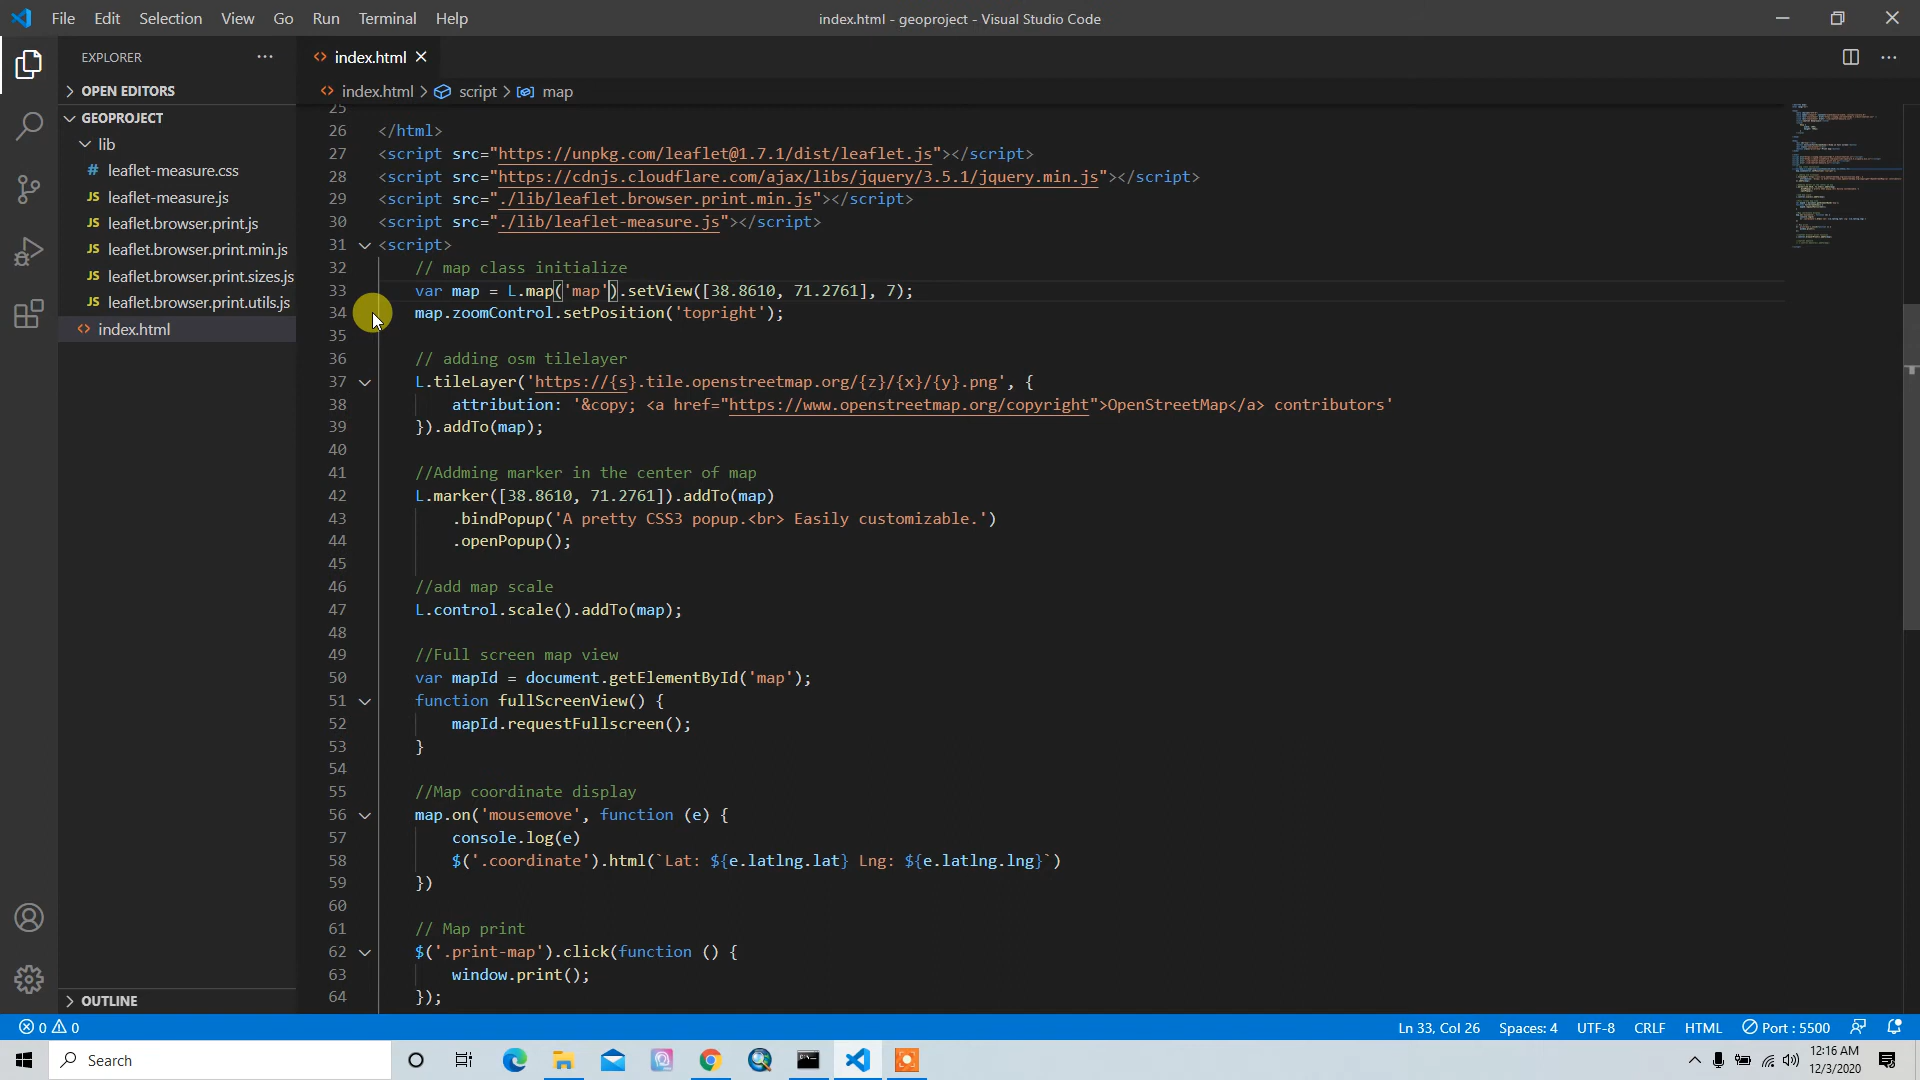 File Edit Selection View Go Run Terminal Help
index.html - geoproject - Visual Studio Code
EXPLORER
OPEN EDITORS
GEOPROJECT
lib
# leaflet-measure.css
JS leaflet-measure.js
JS leaflet.browser.print.js
JS leaflet.browser.print.min.js
JS leaflet.browser.print.sizes.js
JS leaflet.browser.print.utils.js
<> index.html
OUTLINE
<> index.html
<> index.html > script > map
25
26 </html>
27 <script src="https://unpkg.com/leaflet@1.7.1/dist/leaflet.js"></script>
28 <script src="https://cdnjs.cloudflare.com/ajax/libs/jquery/3.5.1/jquery.min.js"></script>
29 <script src="./lib/leaflet.browser.print.min.js"></script>
30 <script src="./lib/leaflet-measure.js"></script>
31 <script>
32 // map class initialize
33 var map = L.map('map').setView([38.8610, 71.2761], 7);
34 map.zoomControl.setPosition('topright');
35
36 // adding osm tilelayer
37 L.tileLayer('https://{s}.tile.openstreetmap.org/{z}/{x}/{y}.png', {
38 attribution: '&copy; <a href="https://www.openstreetmap.org/copyright">OpenStreetMap</a> contributors'
39 }).addTo(map);
40
41 //Addming marker in the center of map
42 L.marker([38.8610, 71.2761]).addTo(map)
43 .bindPopup('A pretty CSS3 popup.<br> Easily customizable.')
44 .openPopup();
45
46 //add map scale
47 L.control.scale().addTo(map);
48
49 //Full screen map view
50 var mapId = document.getElementById('map');
51 function fullScreenView() {
52 mapId.requestFullscreen();
53 }
54
55 //Map coordinate display
56 map.on('mousemove', function (e) {
57 console.log(e)
58 $('.coordinate').html(`Lat: ${e.latlng.lat} Lng: ${e.latlng.lng}`)
59 })
60
61 // Map print
62 $('.print-map').click(function () {
63 window.print();
64 });
0 0
Ln 33, Col 26 Spaces: 4 UTF-8 CRLF HTML Port : 5500
Search
12:16 AM
12/3/2020